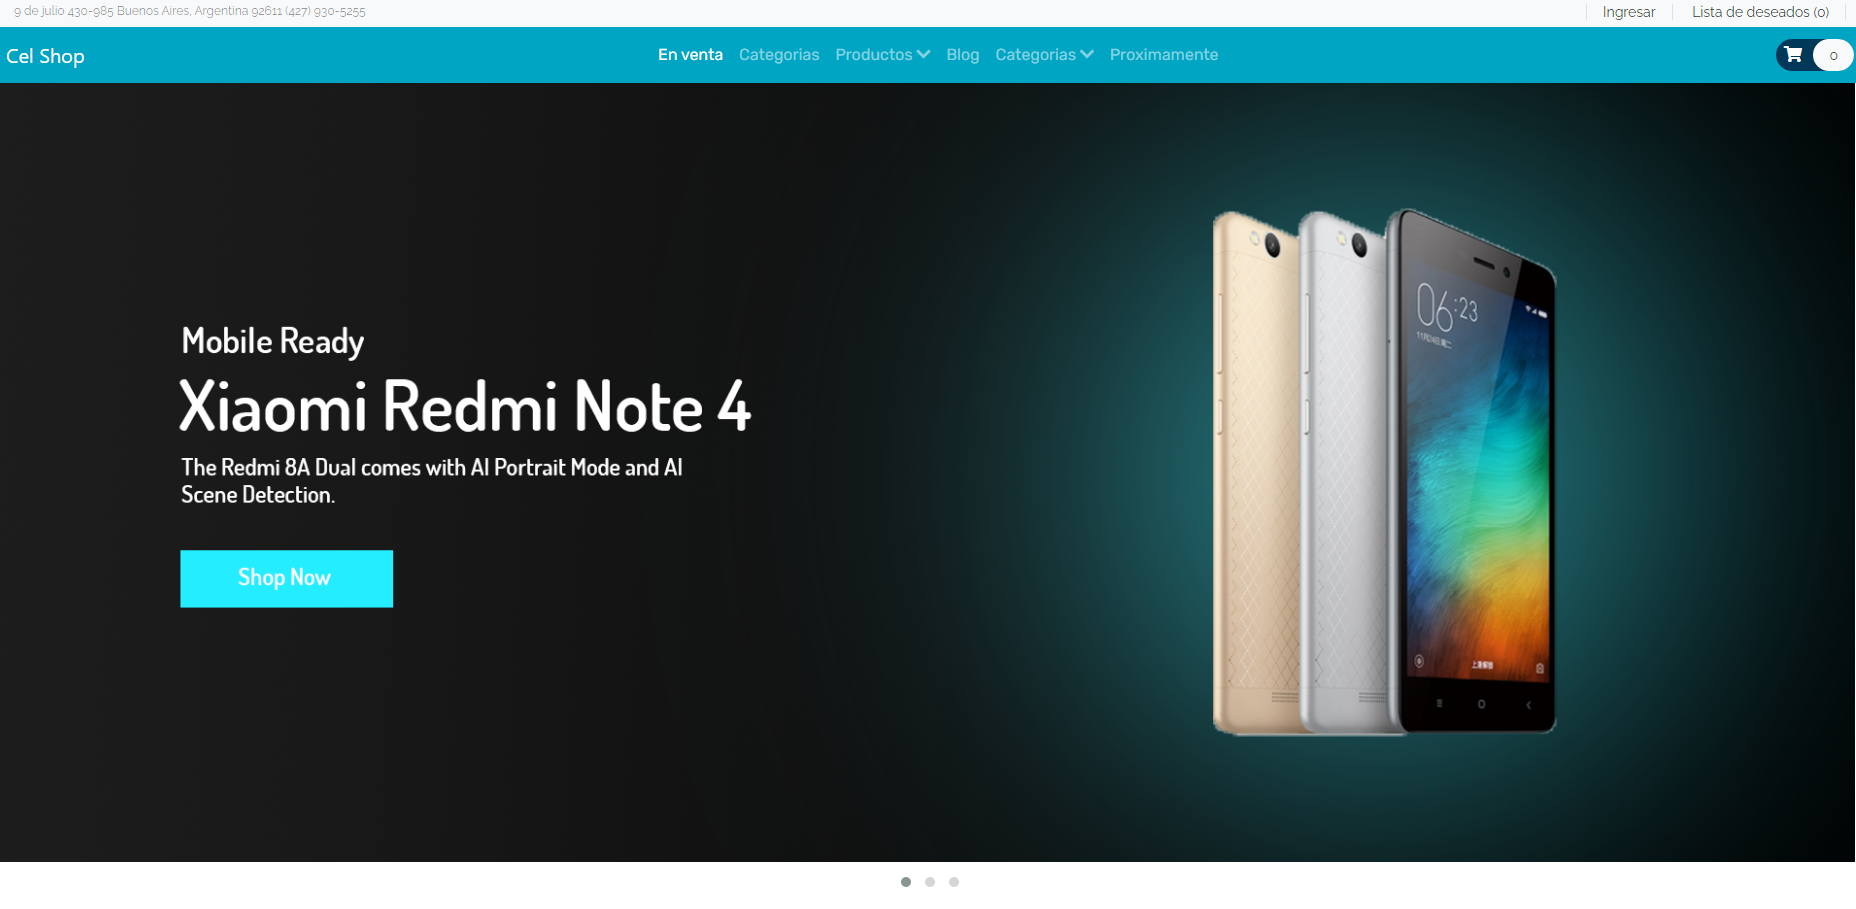 9 de julio 430-985 Buenos Aires, Argentina 92611 (427) 930-5255
Ingresar
Lista de deseados (0)
Cel Shop
En venta
Categorias
Productos
Blog
Categorias
Proximamente
0
Mobile Ready
Xiaomi Redmi Note 4
The Redmi 8A Dual comes with AI Portrait Mode and AI
Scene Detection.
Shop Now
06:23